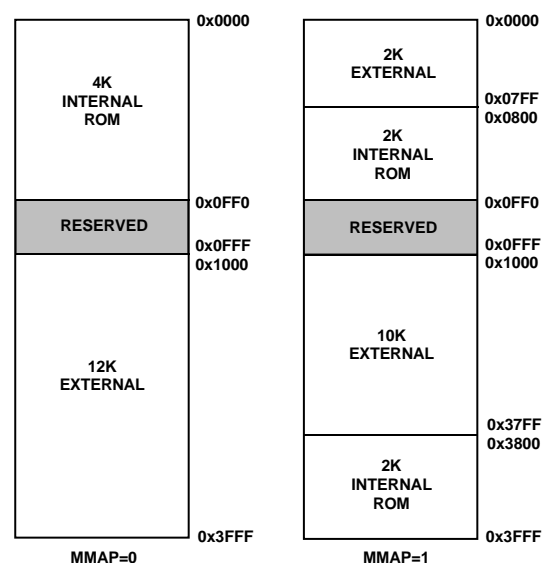 0x0000
4K
INTERNAL
ROM
0x0FF0
RESERVED
0x0FFF
0x1000
12K
EXTERNAL
0x3FFF
MMAP=0
0x0000
2K
EXTERNAL
0x07FF
0x0800
2K
INTERNAL
ROM
0x0FF0
RESERVED
0x0FFF
0x1000
10K
EXTERNAL
0x37FF
0x3800
2K
INTERNAL
ROM
0x3FFF
MMAP=1